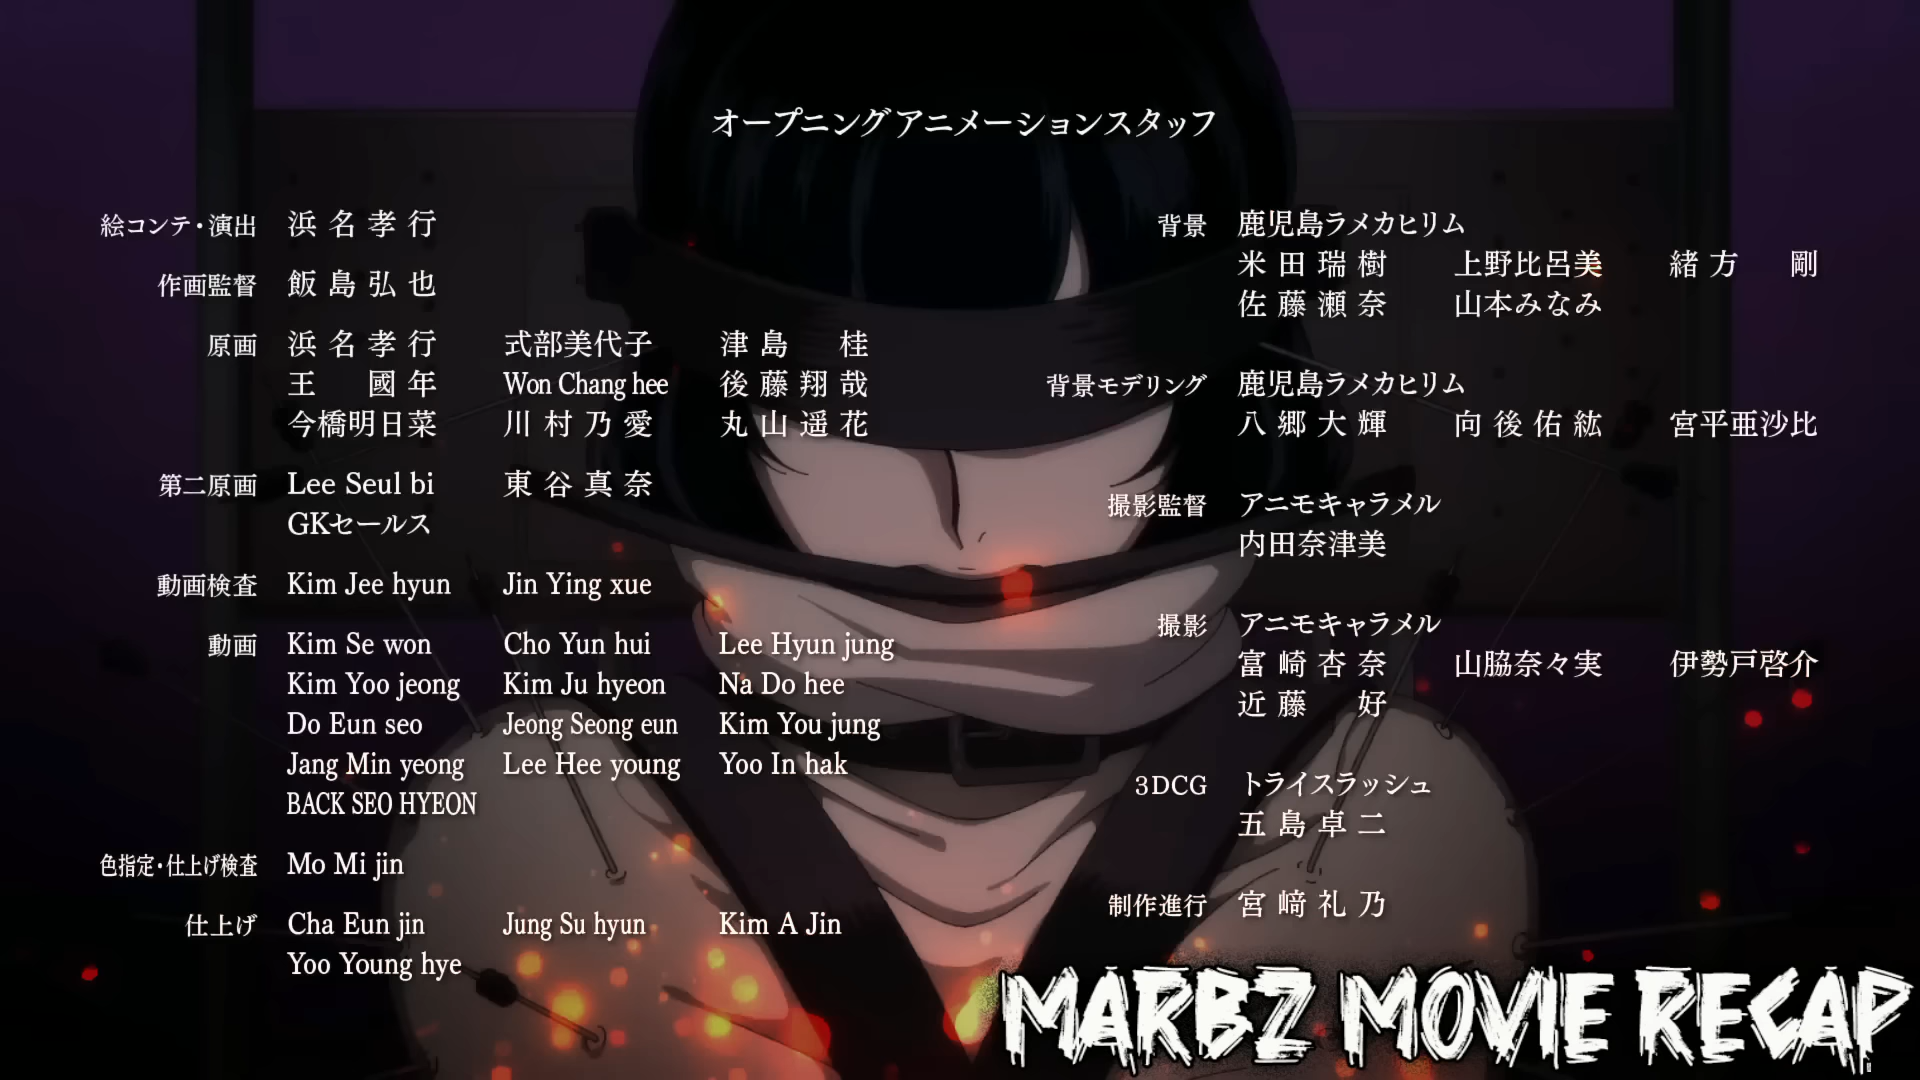 オープニングアニメーションスタッフ
絵コンテ・演出 浜名孝行
作画監督 飯島弘也
原画 浜名孝行 式部美代子 津島桂
王國年 Won Chang hee 後藤翔哉
今橋明日菜 川村乃愛 丸山遥花
第二原画 Lee Seul bi 東谷真奈
GKセールス
動画検査 Kim Jee hyun Jin Ying xue
動画 Kim Se won Cho Yun hui Lee Hyun jung
Kim Yoo jeong Kim Ju hyeon Na Do hee
Do Eun seo Jeong Seong eun Kim You jung
Jang Min yeong Lee Hee young Yoo In hak
BACK SEO HYEON
色指定・仕上げ検査 Mo Mi jin
仕上げ Cha Eun jin Jung Su hyun Kim A Jin
Yoo Young hye
背景 鹿児島ラメカヒリム
米田瑞樹 上野比呂美 緒方剛
佐藤瀬奈 山本みなみ
背景モデリング 鹿児島ラメカヒリム
八郷大輝 向後佑紘 宮平亜沙比
撮影監督 アニモキャラメル
内田奈津美
撮影 アニモキャラメル
富崎杏奈 山脇奈々実 伊勢戸啓介
近藤好
3DCG トライスラッシュ
五島卓二
制作進行 宮﨑礼乃
MARBZ MOVIE RECAP